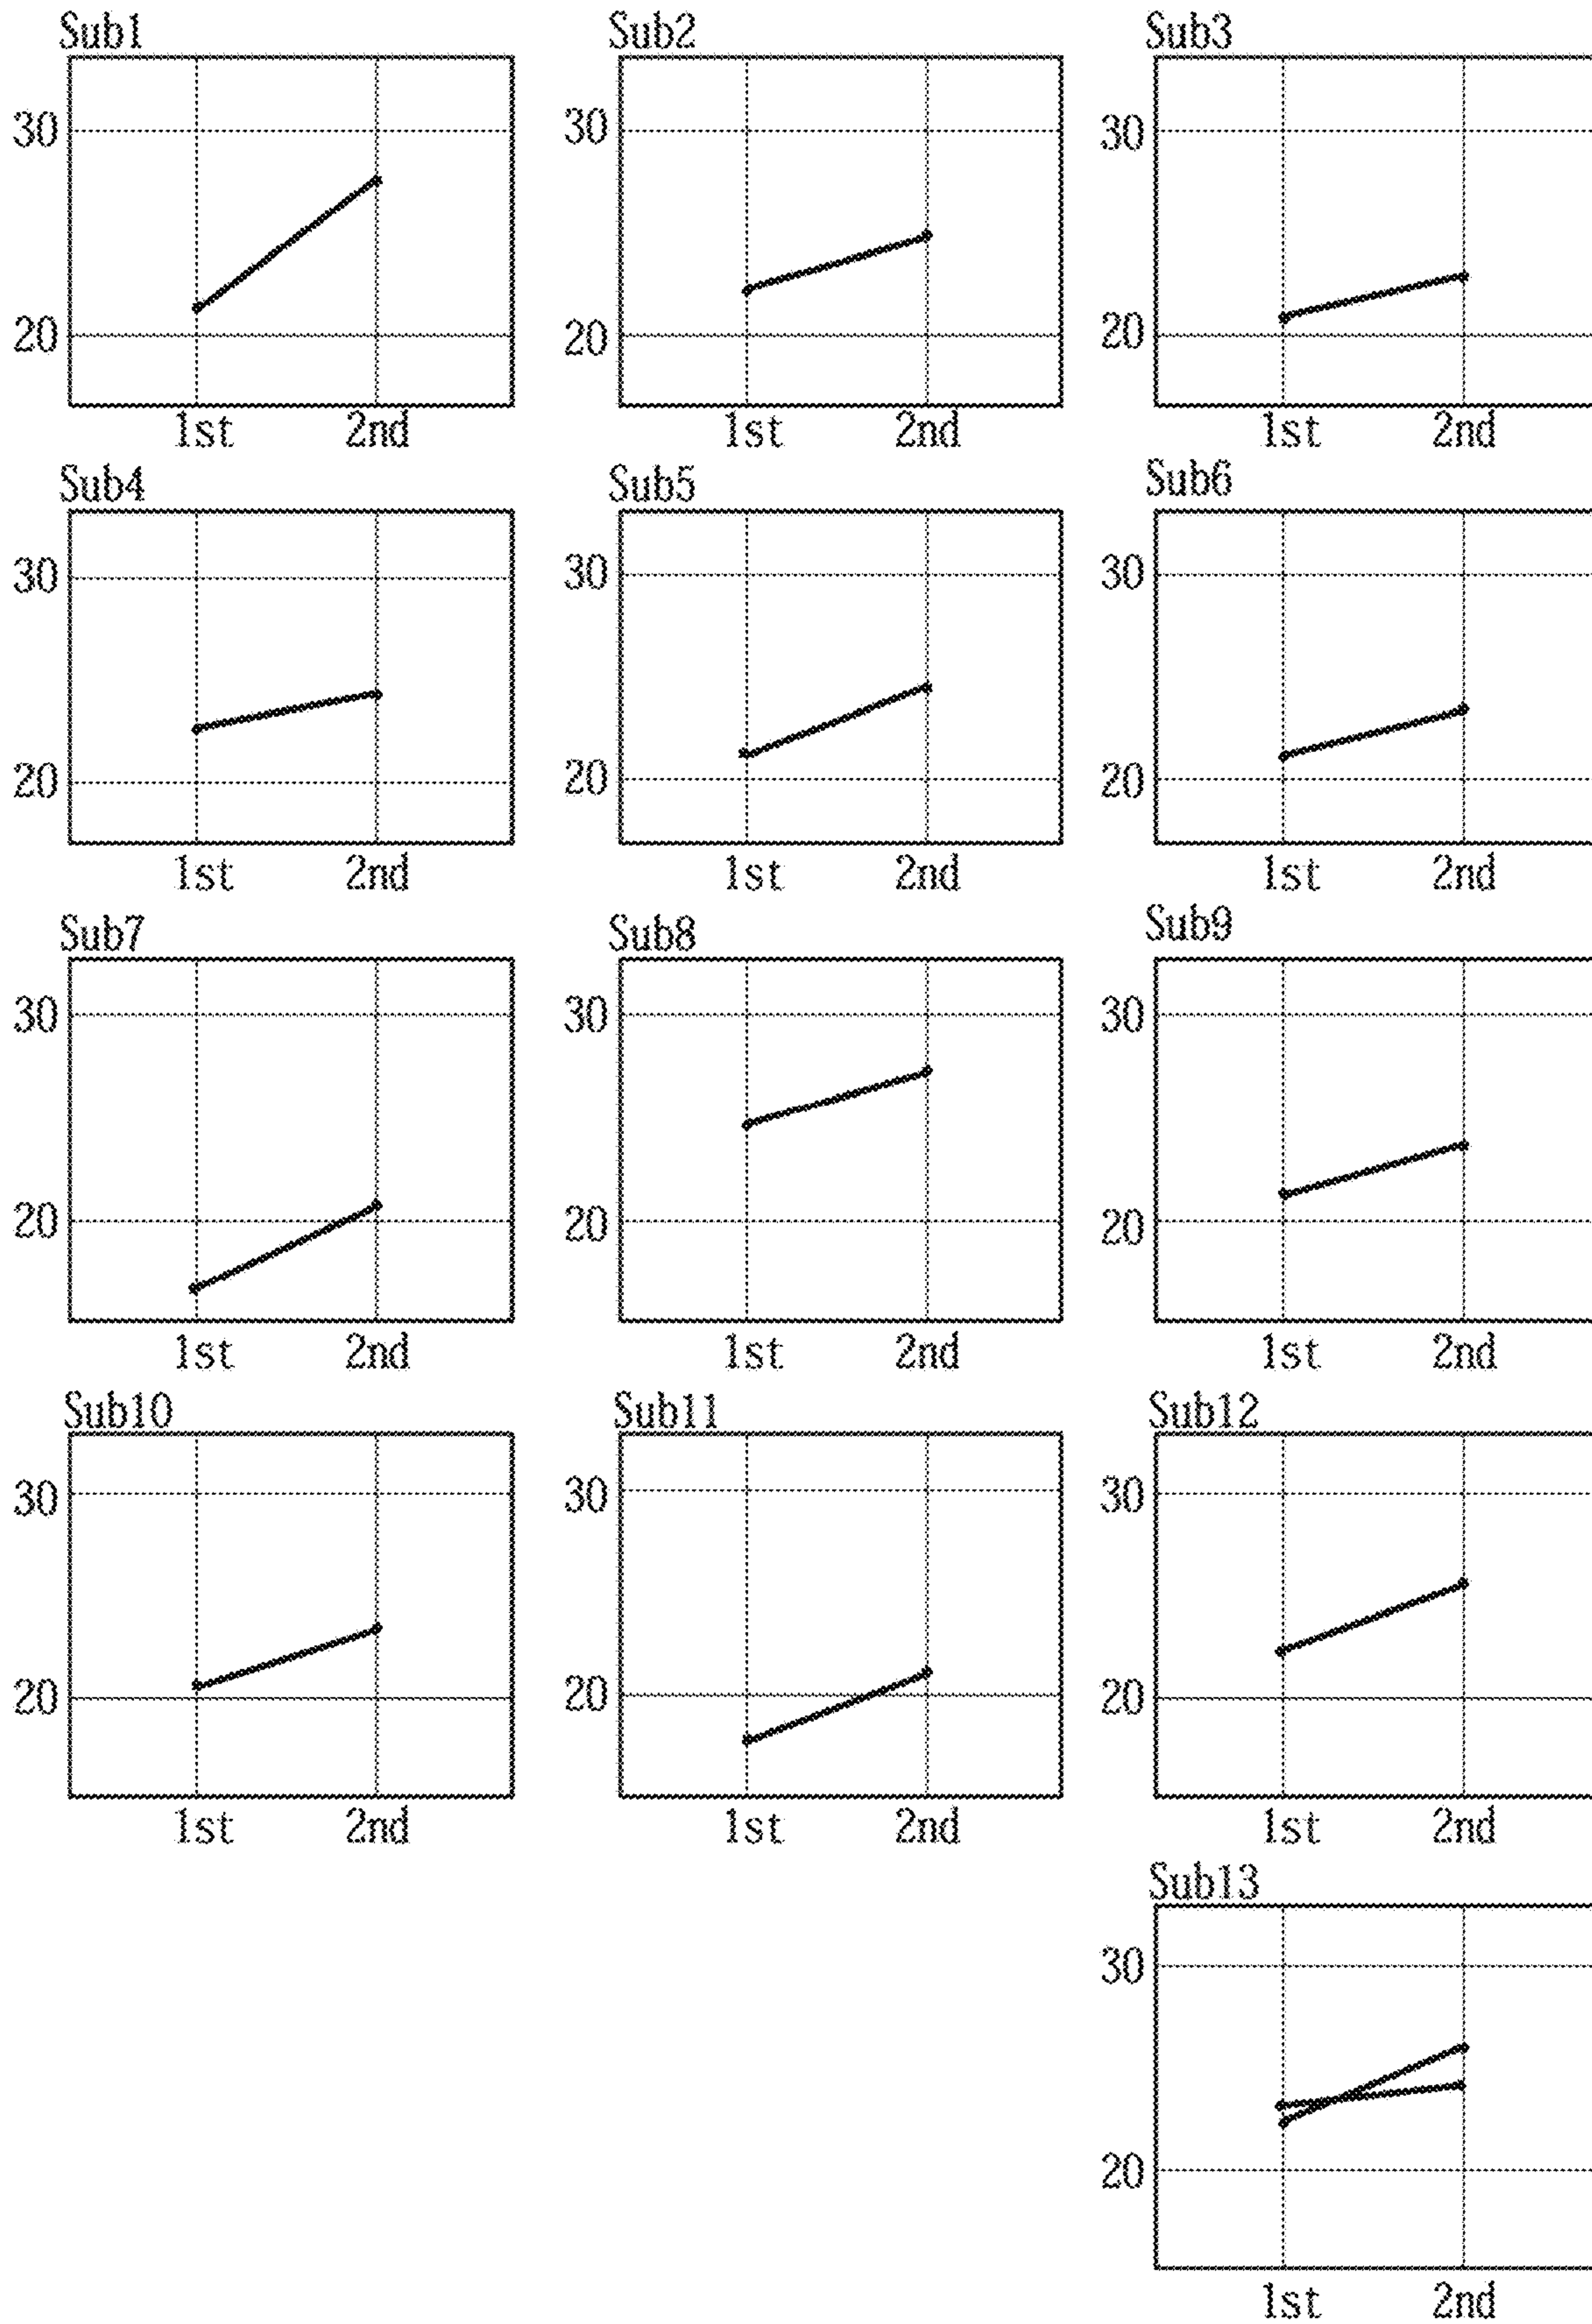 Sub1 Sub2 Sub3
30 30 30
20 20 20
1st 2nd 1st 2nd 1st 2nd
Sub4 Sub5 Sub6
30 30 30
20 20 20
1st 2nd 1st 2nd 1st 2nd
Sub7 Sub8 Sub9
30 30 30
20 20 20
1st 2nd 1st 2nd 1st 2nd
Sub10 Sub11 Sub12
30 30 30
20 20 20
1st 2nd 1st 2nd 1st 2nd
Sub13
30
20
1st 2nd